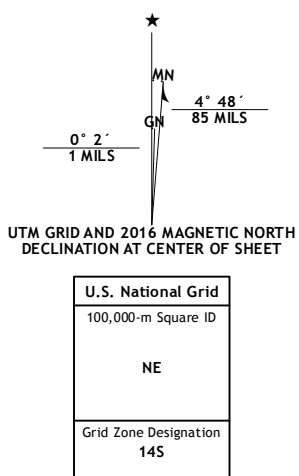 ★
MN
4° 48´
85 MILS
GN
0° 2´
1 MILS
UTM GRID AND 2016 MAGNETIC NORTH
DECLINATION AT CENTER OF SHEET
U.S. National Grid
100,000-m Square ID
NE
Grid Zone Designation
14S